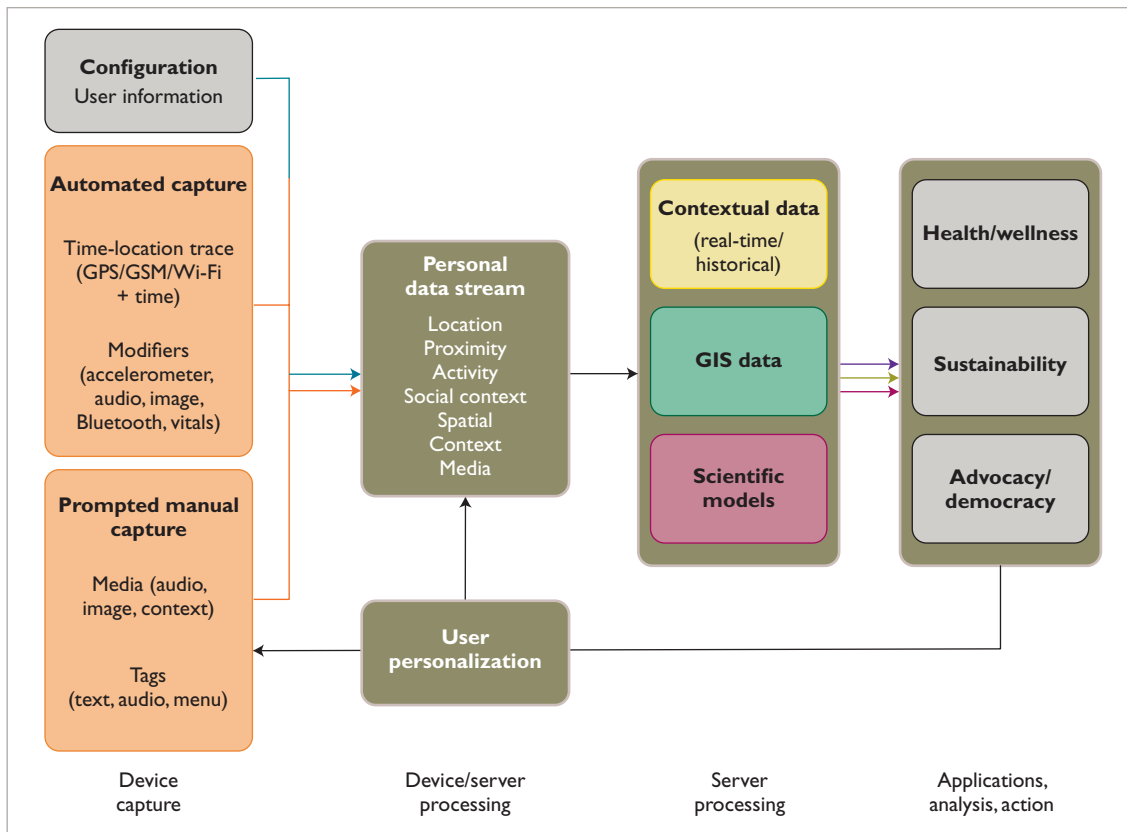 Configuration
User information
Automated capture
Time-location trace
(GPS/GSM/Wi-Fi
+ time)
Modifiers
(accelerometer,
audio, image,
Bluetooth, vitals)
Prompted manual
capture
Media (audio,
image, context)
Tags
(text, audio, menu)
Device
capture
Personal
data stream
Location
Proximity
Activity
Social context
Spatial
Context
Media
User
personalization
Device/server
processing
Contextual data
(real-time/
historical)
GIS data
Scientific
models
Server
processing
Health/wellness
Sustainability
Advocacy/
democracy
Applications,
analysis, action